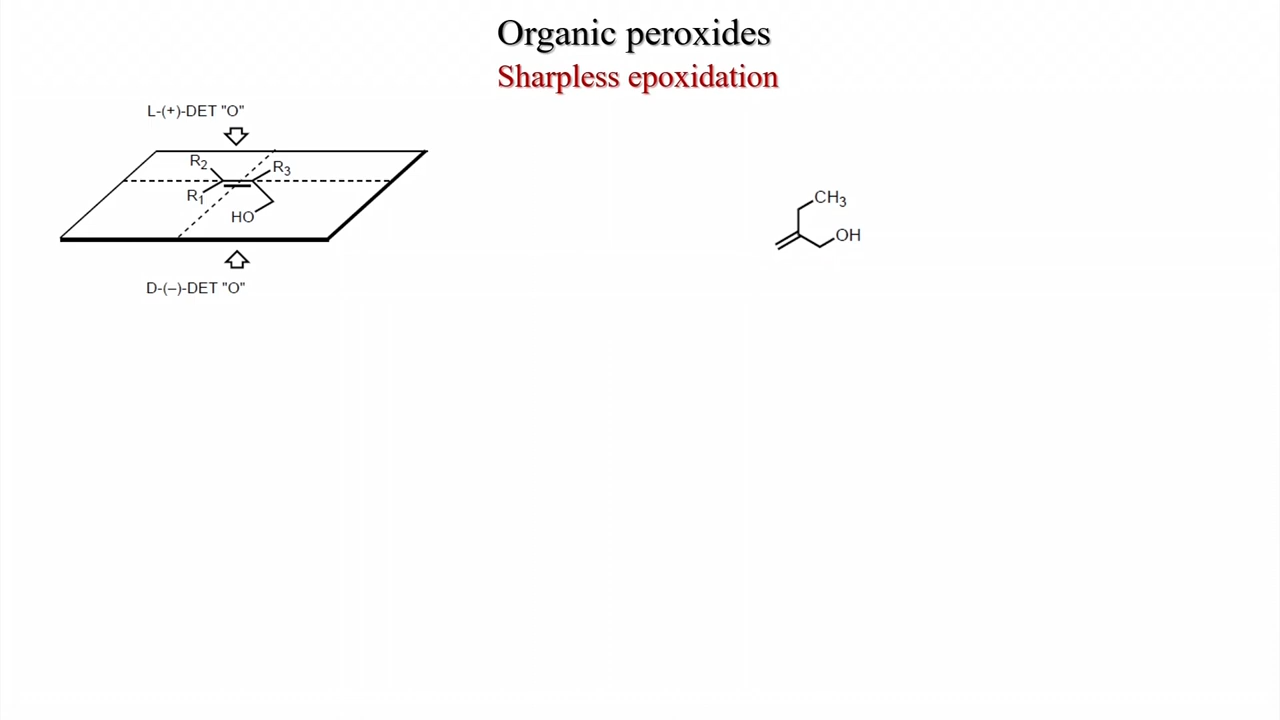 Organic peroxides
Sharpless epoxidation
L-(+)-DET "O"
R2
R3
R1
HO
D-(–)-DET "O"
CH3
OH